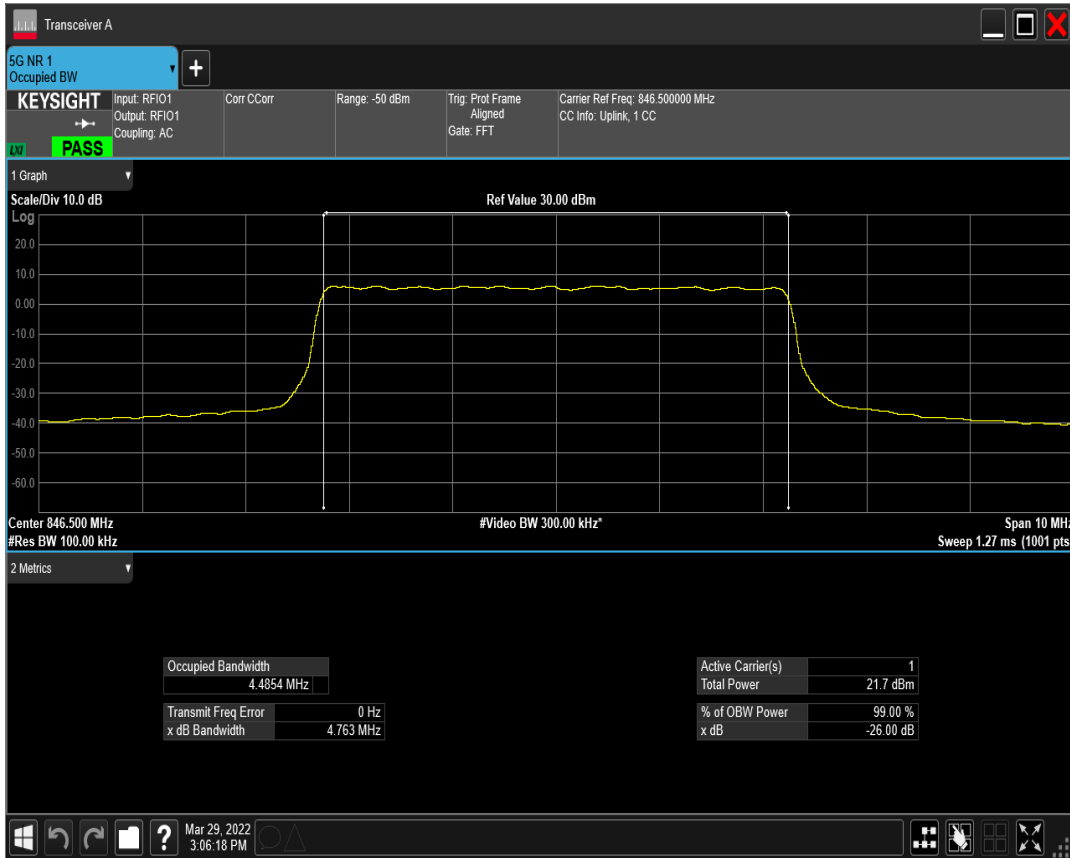 Transceiver A
5G NR 1
Occupied BW
KEYSIGHT
LXI
PASS
Input: RFIO1
Output: RFIO1
Coupling: AC
Corr CCorr
Range: -50 dBm
Trig: Prot Frame
Aligned
Gate: FFT
Carrier Ref Freq: 846.500000 MHz
CC Info: Uplink, 1 CC
1 Graph
Scale/Div 10.0 dB
Ref Value 30.00 dBm
Log
20.0
10.0
0.00
-10.0
-20.0
-30.0
-40.0
-50.0
-60.0
Center 846.500 MHz
#Video BW 300.00 kHz*
Span 10 MHz
#Res BW 100.00 kHz
Sweep 1.27 ms (1001 pts
2 Metrics
Occupied Bandwidth
4.4854 MHz
Transmit Freq Error 0 Hz
x dB Bandwidth 4.763 MHz
Active Carrier(s) 1
Total Power 21.7 dBm
% of OBW Power 99.00 %
x dB -26.00 dB
?
Mar 29, 2022
3:06:18 PM